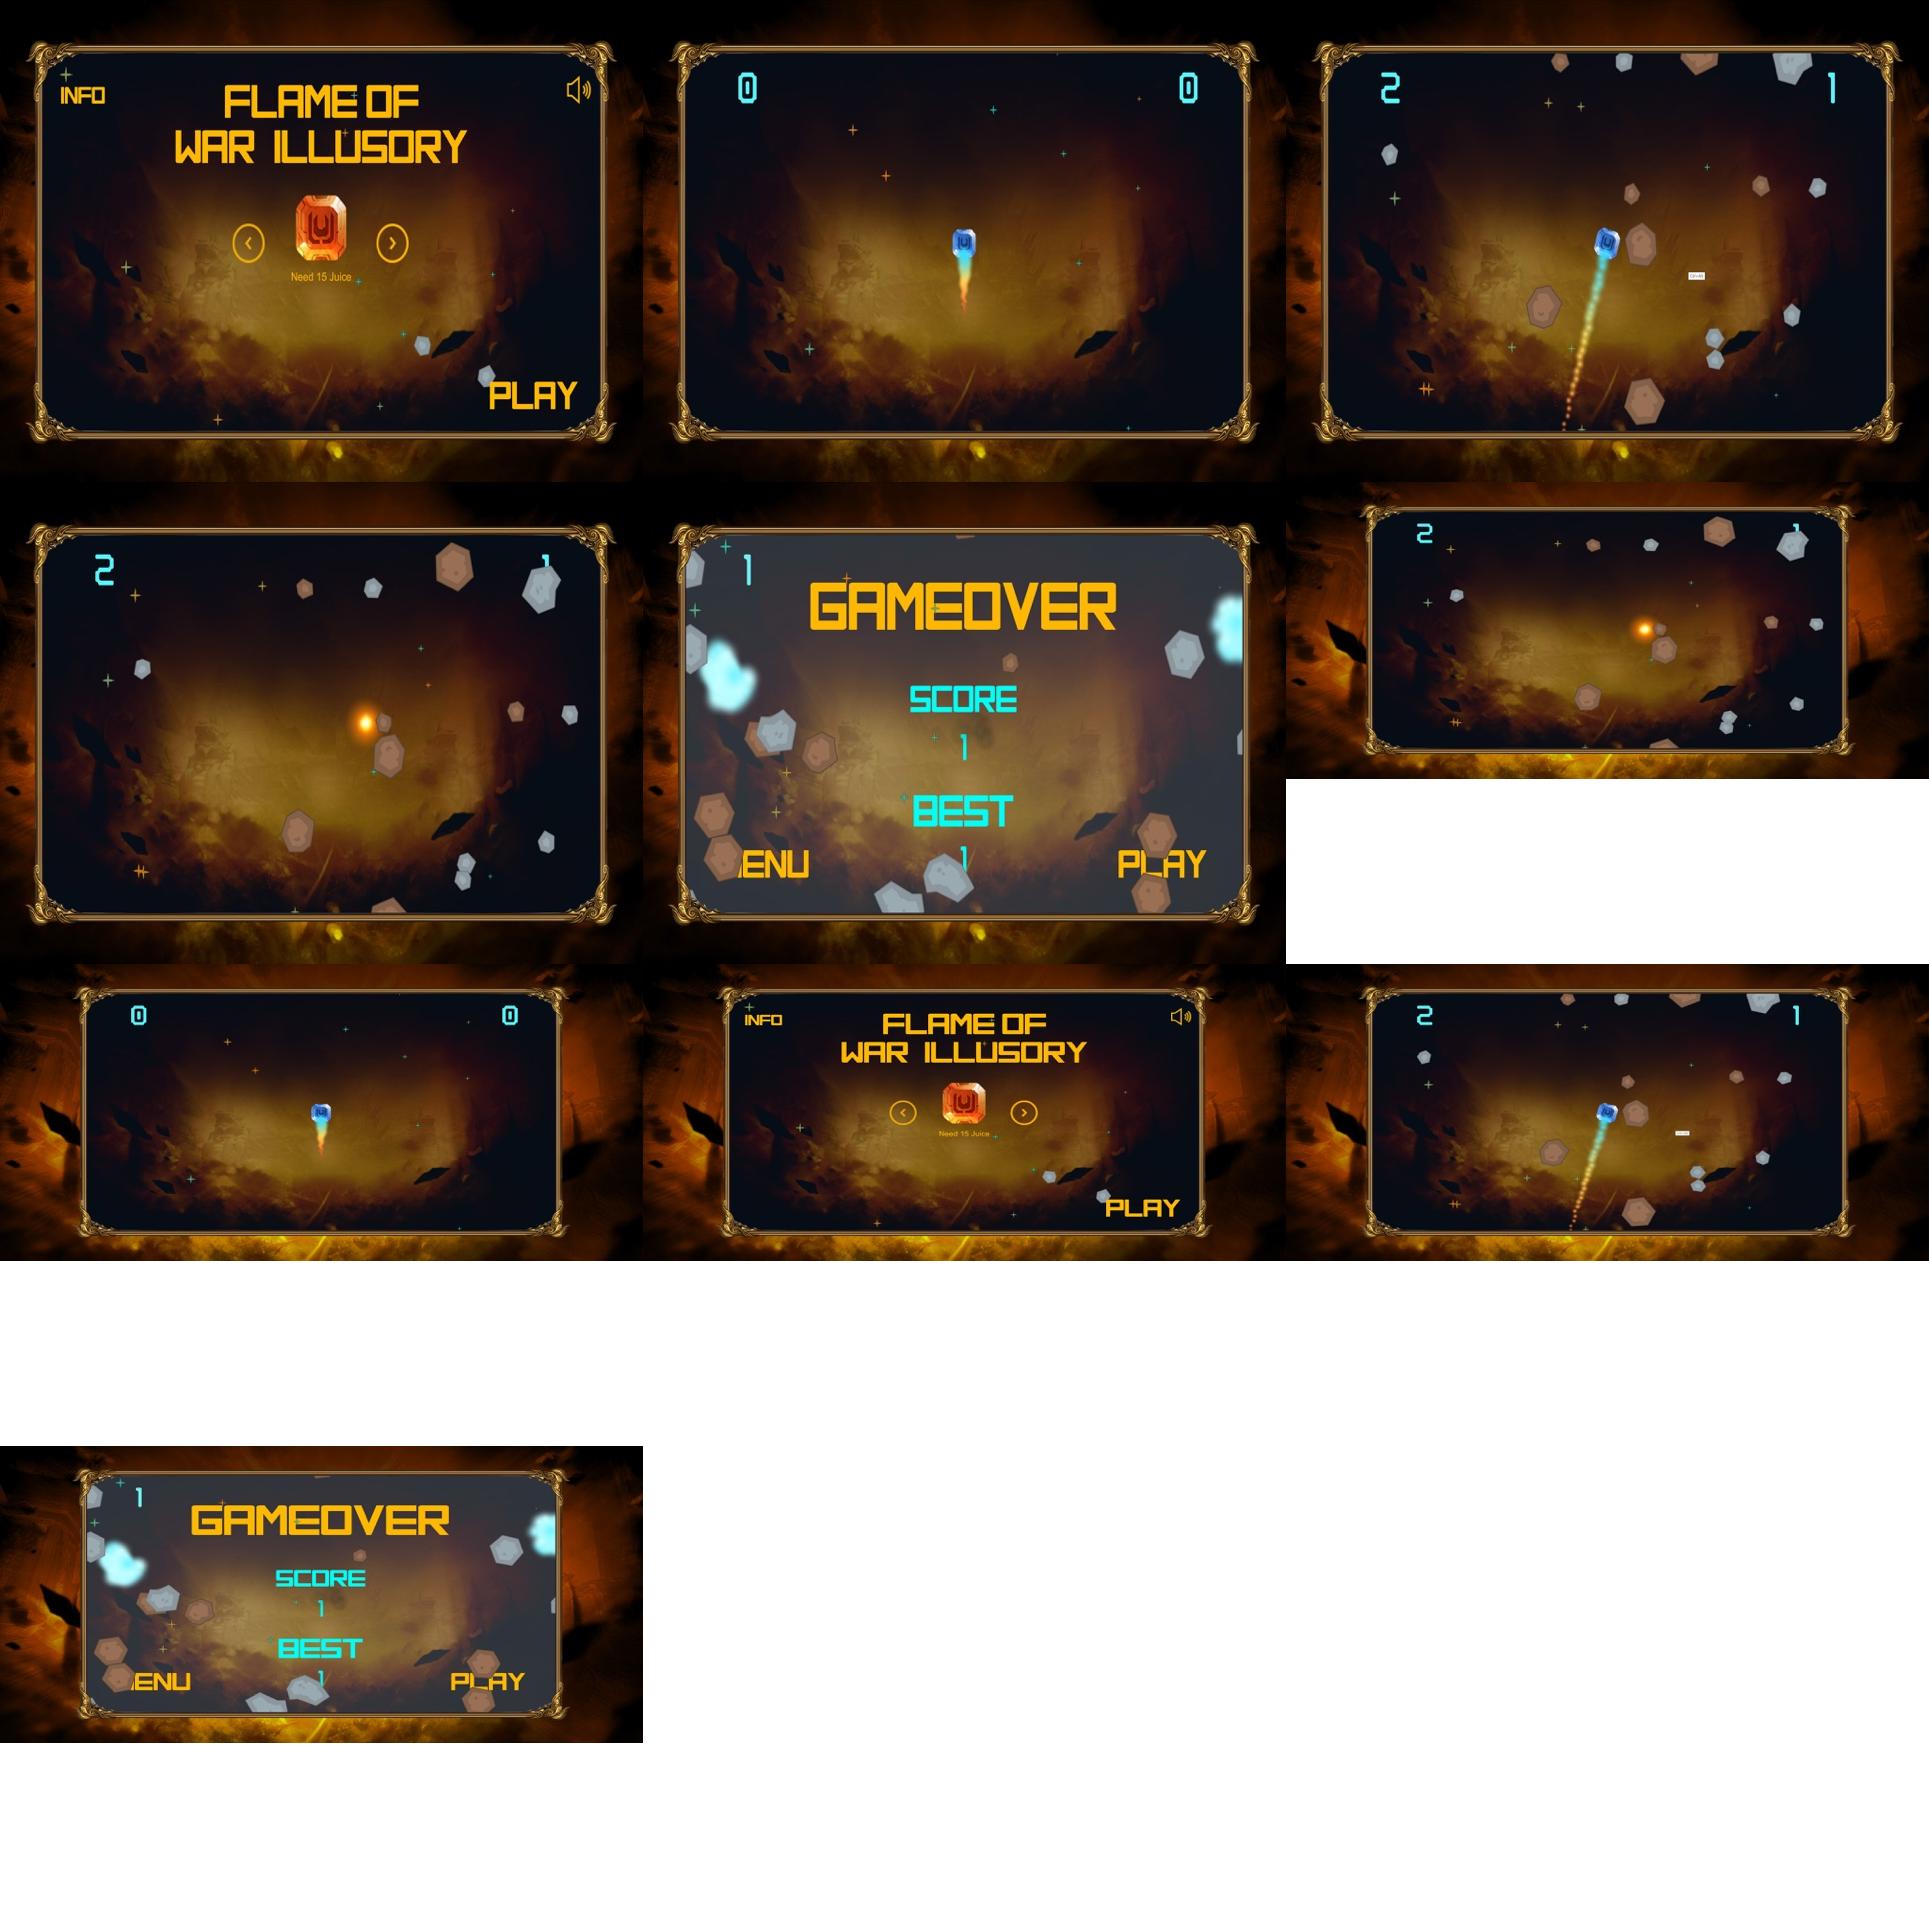 INFO
FLAME OF
WAR ILLUSORY
Need 15 Juice
PLAY
0 0
2 1
2 1
1
GAMEOVER
SCORE
1
BEST
1
ENU PLAY
2 1
0 0
INFO
FLAME OF
WAR ILLUSORY
Need 15 Juice
PLAY
2 1
1
GAMEOVER
SCORE
1
BEST
1
ENU PLAY